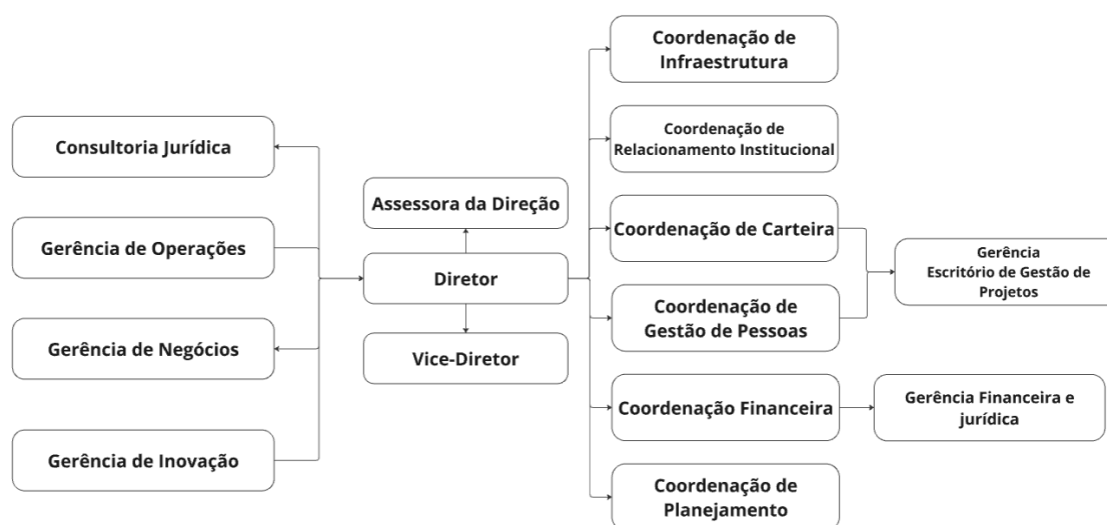 Consultoria Jurídica
Gerência de Operações
Gerência de Negócios
Gerência de Inovação
Assessora da Direção
Diretor
Vice-Diretor
Coordenação de
Infraestrutura
Coordenação de
Relacionamento Institucional
Coordenação de Carteira
Coordenação de
Gestão de Pessoas
Coordenação Financeira
Coordenação de
Planejamento
Gerência
Escritório de Gestão de
Projetos
Gerência Financeira e
jurídica